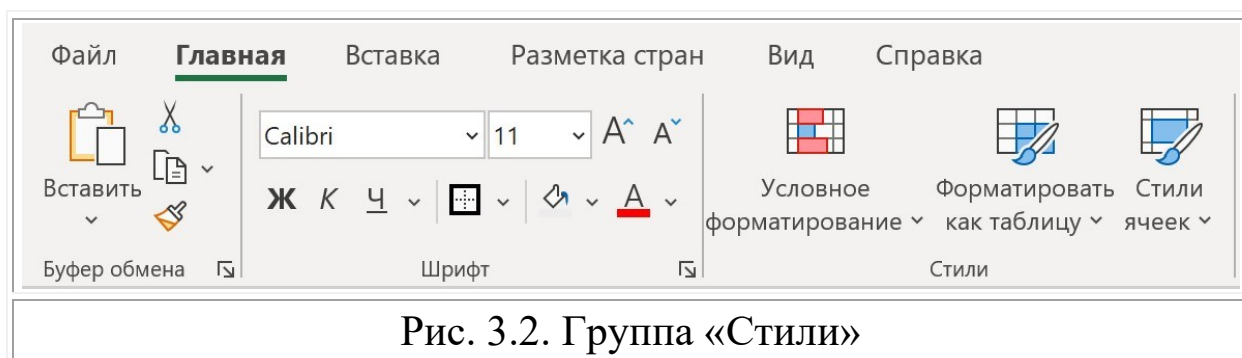 Файл Главная Вставка Разметка стран Вид Справка
Calibri 11 А^ А˅
Вставить
Ж К Ч А
Условное форматирование
Форматировать как таблицу
Стили ячеек
Буфер обмена Шрифт Стили
Рис. 3.2. Группа «Стили»